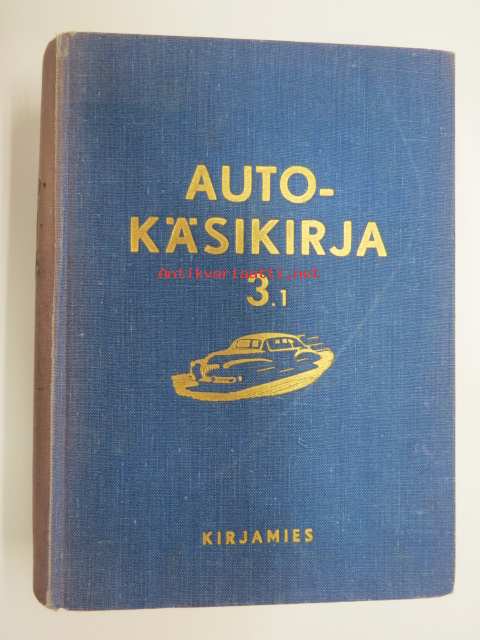 AUTO-
KÄSIKIRJA
Antikvariaatti.net
3.1
KIRJAMIES